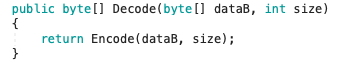 public byte[] Decode(byte[] dataB, int size)
{
    return Encode(dataB, size);
}